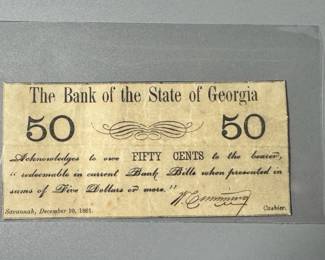 The Bank of the State of Georgia
50 50
Acknowledges to owe FIFTY CENTS to the bearer,
" redeemable in current Bank Bills when presented in
sums of Five Dollars or more. "
Savannah, December 10, 1861. Cashier.